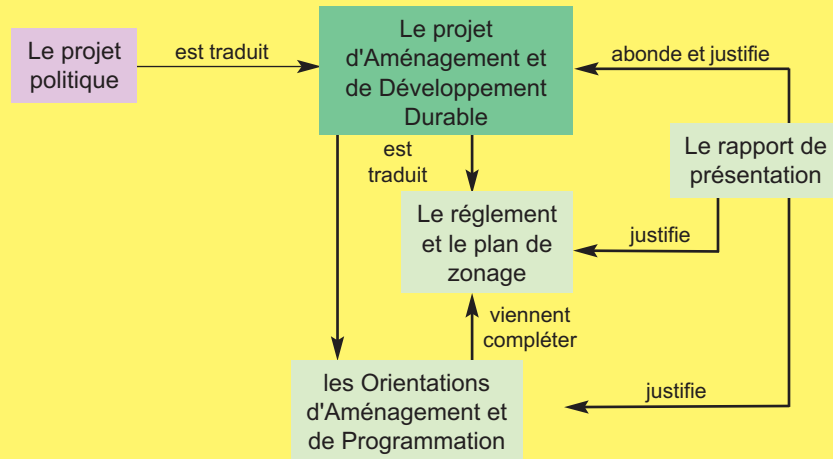 Le projet
politique
est traduit
Le projet
d'Aménagement et
de Développement
Durable
abonde et justifie
Le rapport de
présentation
est
traduit
Le réglement
et le plan de
zonage
justifie
viennent
compléter
les Orientations
d'Aménagement et
de Programmation
justifie